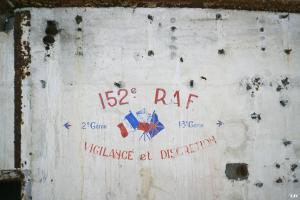 152e RAF
2e Génie 13e Génie
VIGILANCE et DISCRETION